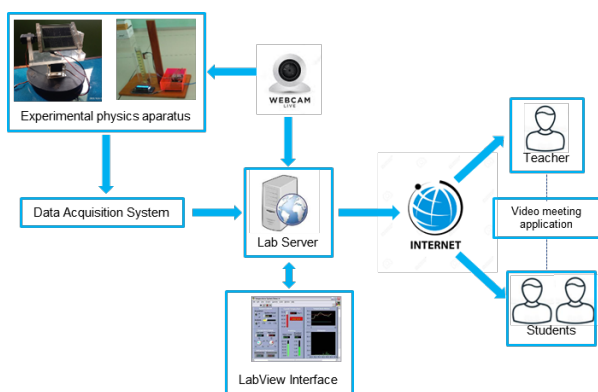 WEBCAM
LIVE
Experimental physics aparatus
Teacher
Data Acquisition System
Lab Server
INTERNET
Video meeting
application
Students
LabView Interface